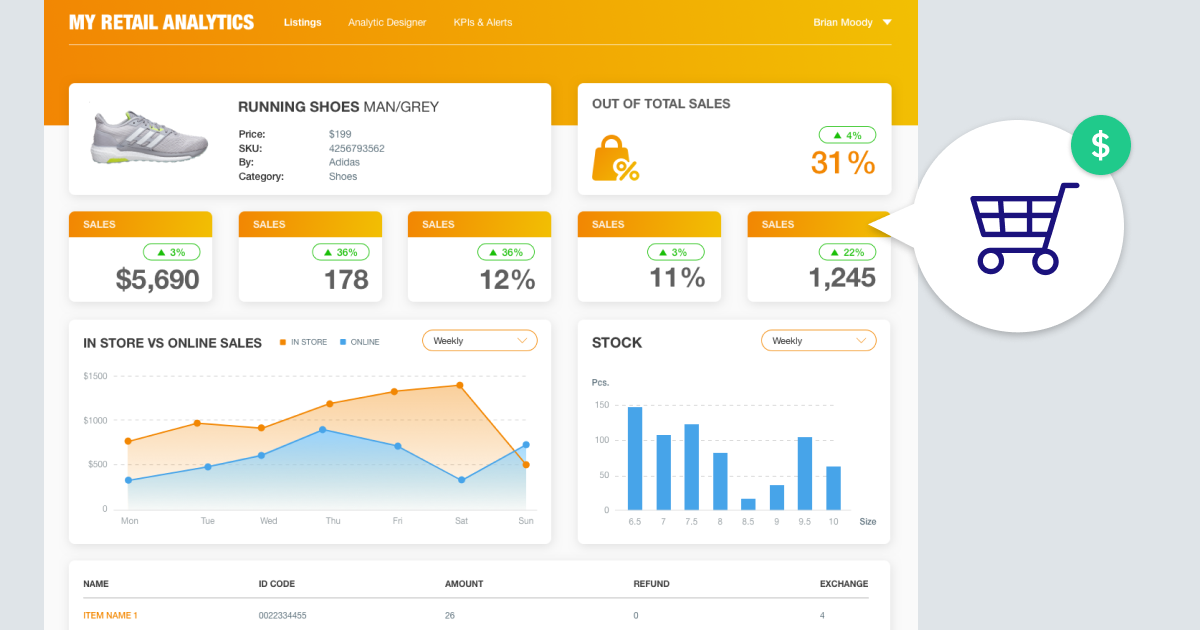 MY RETAIL ANALYTICS Listings Analytic Designer KPIs & Alerts Brian Moody
RUNNING SHOES MAN/GREY
Price: $199
SKU: 4256793562
By: Adidas
Category: Shoes
OUT OF TOTAL SALES
4%
31%
%
SALES SALES SALES SALES SALES
3% 36% 36% 3% 22%
$5,690 178 12% 11% 1,245
IN STORE VS ONLINE SALES IN STORE ONLINE Weekly
$1500
$1000
$500
0
Mon Tue Wed Thu Fri Sat Sun
STOCK Weekly
Pcs.
150
100
50
0
6.5 7 7.5 8 8.5 9 9.5 10 Size
NAME ID CODE AMOUNT REFUND EXCHANGE
ITEM NAME 1 0022334455 26 0 4
$